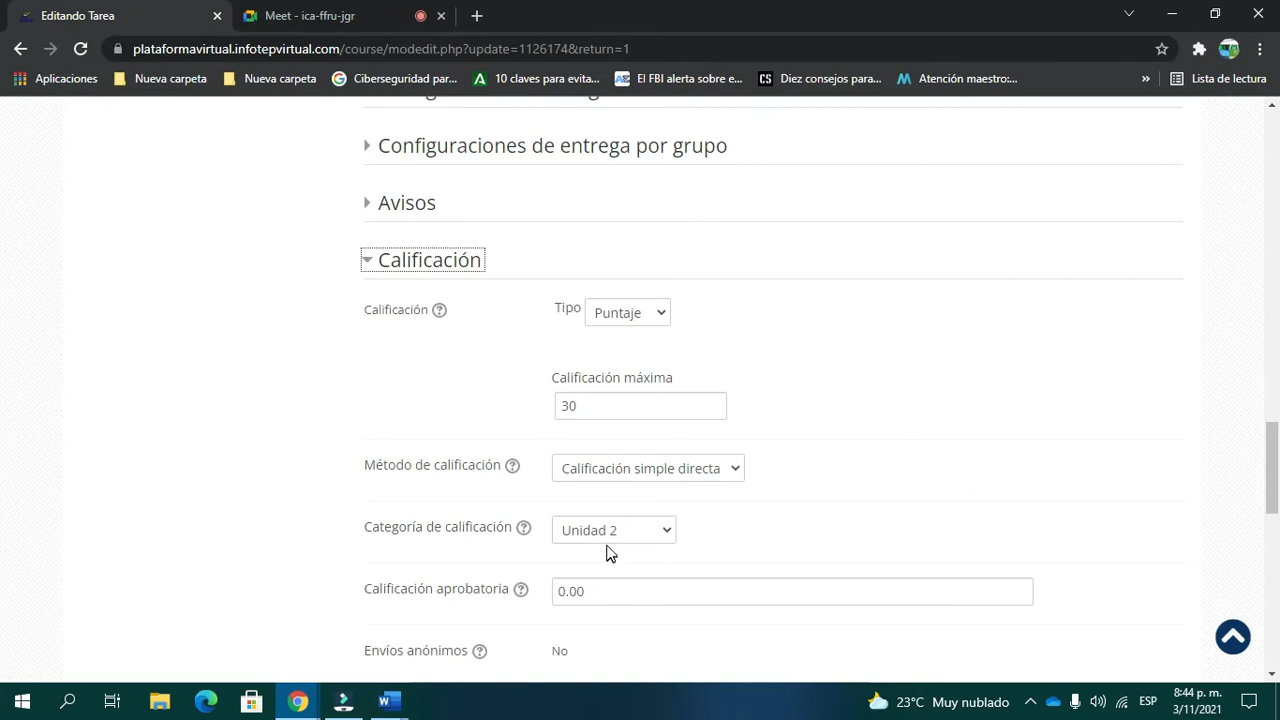 Editando Tarea
Meet - ica-ffru-jgr
plataformavirtual.infotepvirtual.com/course/modedit.php?update=1126174&return=1
Aplicaciones
Nueva carpeta
Nueva carpeta
Ciberseguridad par...
10 claves para evita...
El FBI alerta sobre e...
Diez consejos para...
Atención maestro:...
»
Lista de lectura
Configuraciones de entrega por grupo
Avisos
Calificación
Calificación
Tipo
Puntaje
Calificación máxima
30
Método de calificación
Calificación simple directa
Categoría de calificación
Unidad 2
Calificación aprobatoria
0.00
Envíos anónimos
No
23°C Muy nublado
ESP
8:44 p. m.
3/11/2021